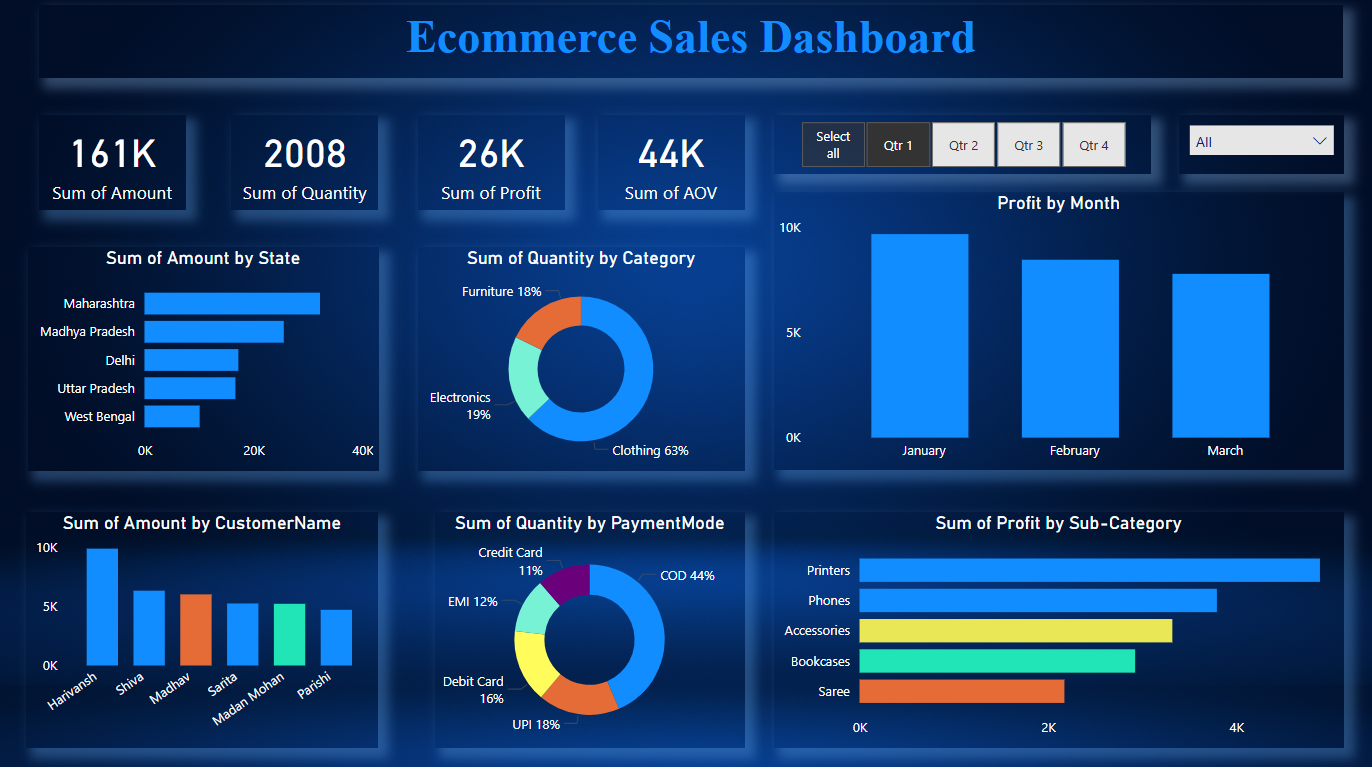 Ecommerce Sales Dashboard
161K
Sum of Amount
2008
Sum of Quantity
26K
Sum of Profit
44K
Sum of AOV
Select
all
Qtr 1
Qtr 2
Qtr 3
Qtr 4
All
Sum of Amount by State
Maharashtra
Madhya Pradesh
Delhi
Uttar Pradesh
West Bengal
0K
20K
40K
Sum of Quantity by Category
Furniture 18%
Electronics
19%
Clothing 63%
Profit by Month
10K
5K
0K
January
February
March
Sum of Amount by CustomerName
10K
5K
0K
Harivansh
Shiva
Madhav
Sarita
Madan Mohan
Parishi
Sum of Quantity by PaymentMode
Credit Card
11%
COD 44%
EMI 12%
Debit Card
16%
UPI 18%
Sum of Profit by Sub-Category
Printers
Phones
Accessories
Bookcases
Saree
0K
2K
4K